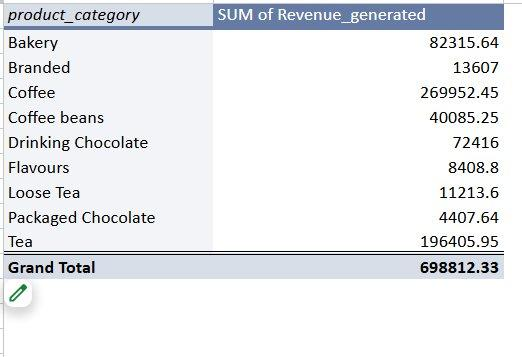 product_category SUM of Revenue_generated
Bakery 82315.64
Branded 13607
Coffee 269952.45
Coffee beans 40085.25
Drinking Chocolate 72416
Flavours 8408.8
Loose Tea 11213.6
Packaged Chocolate 4407.64
Tea 196405.95
Grand Total 698812.33